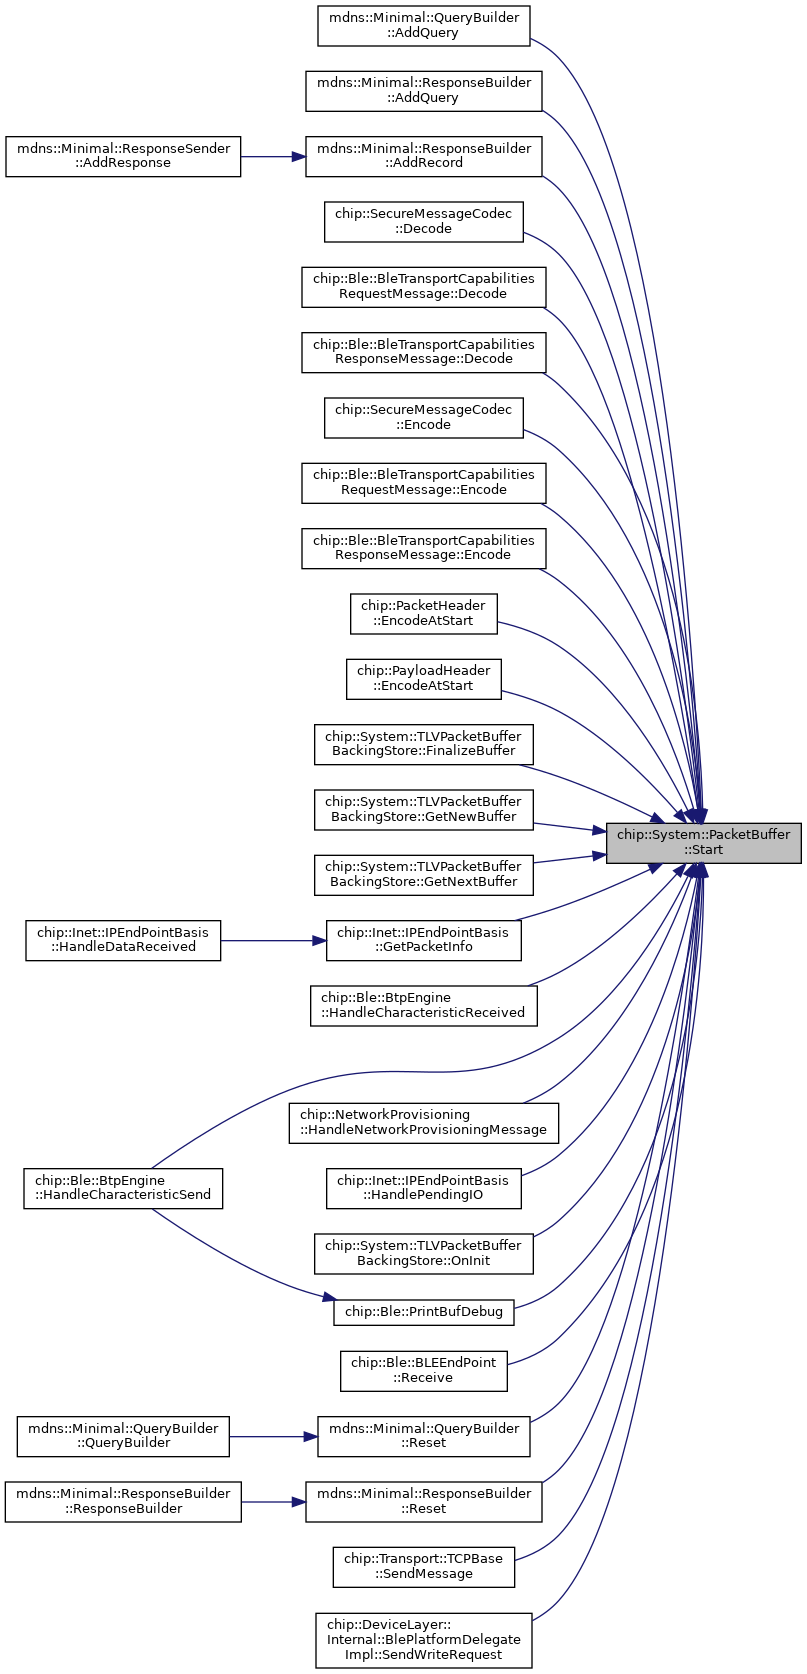 mdns::Minimal::QueryBuilder
::AddQuery
mdns::Minimal::ResponseBuilder
::AddQuery
mdns::Minimal::ResponseSender
::AddResponse
mdns::Minimal::ResponseBuilder
::AddRecord
chip::SecureMessageCodec
::Decode
chip::Ble::BleTransportCapabilities
RequestMessage::Decode
chip::Ble::BleTransportCapabilities
ResponseMessage::Decode
chip::SecureMessageCodec
::Encode
chip::Ble::BleTransportCapabilities
RequestMessage::Encode
chip::Ble::BleTransportCapabilities
ResponseMessage::Encode
chip::PacketHeader
::EncodeAtStart
chip::PayloadHeader
::EncodeAtStart
chip::System::TLVPacketBuffer
BackingStore::FinalizeBuffer
chip::System::TLVPacketBuffer
BackingStore::GetNewBuffer
chip::System::PacketBuffer
::Start
chip::System::TLVPacketBuffer
BackingStore::GetNextBuffer
chip::Inet::IPEndPointBasis
::HandleDataReceived
chip::Inet::IPEndPointBasis
::GetPacketInfo
chip::Ble::BtpEngine
::HandleCharacteristicReceived
chip::NetworkProvisioning
::HandleNetworkProvisioningMessage
chip::Ble::BtpEngine
::HandleCharacteristicSend
chip::Inet::IPEndPointBasis
::HandlePendingIO
chip::System::TLVPacketBuffer
BackingStore::OnInit
chip::Ble::PrintBufDebug
chip::Ble::BLEEndPoint
::Receive
mdns::Minimal::QueryBuilder
::QueryBuilder
mdns::Minimal::QueryBuilder
::Reset
mdns::Minimal::ResponseBuilder
::ResponseBuilder
mdns::Minimal::ResponseBuilder
::Reset
chip::Transport::TCPBase
::SendMessage
chip::DeviceLayer::
Internal::BlePlatformDelegate
Impl::SendWriteRequest